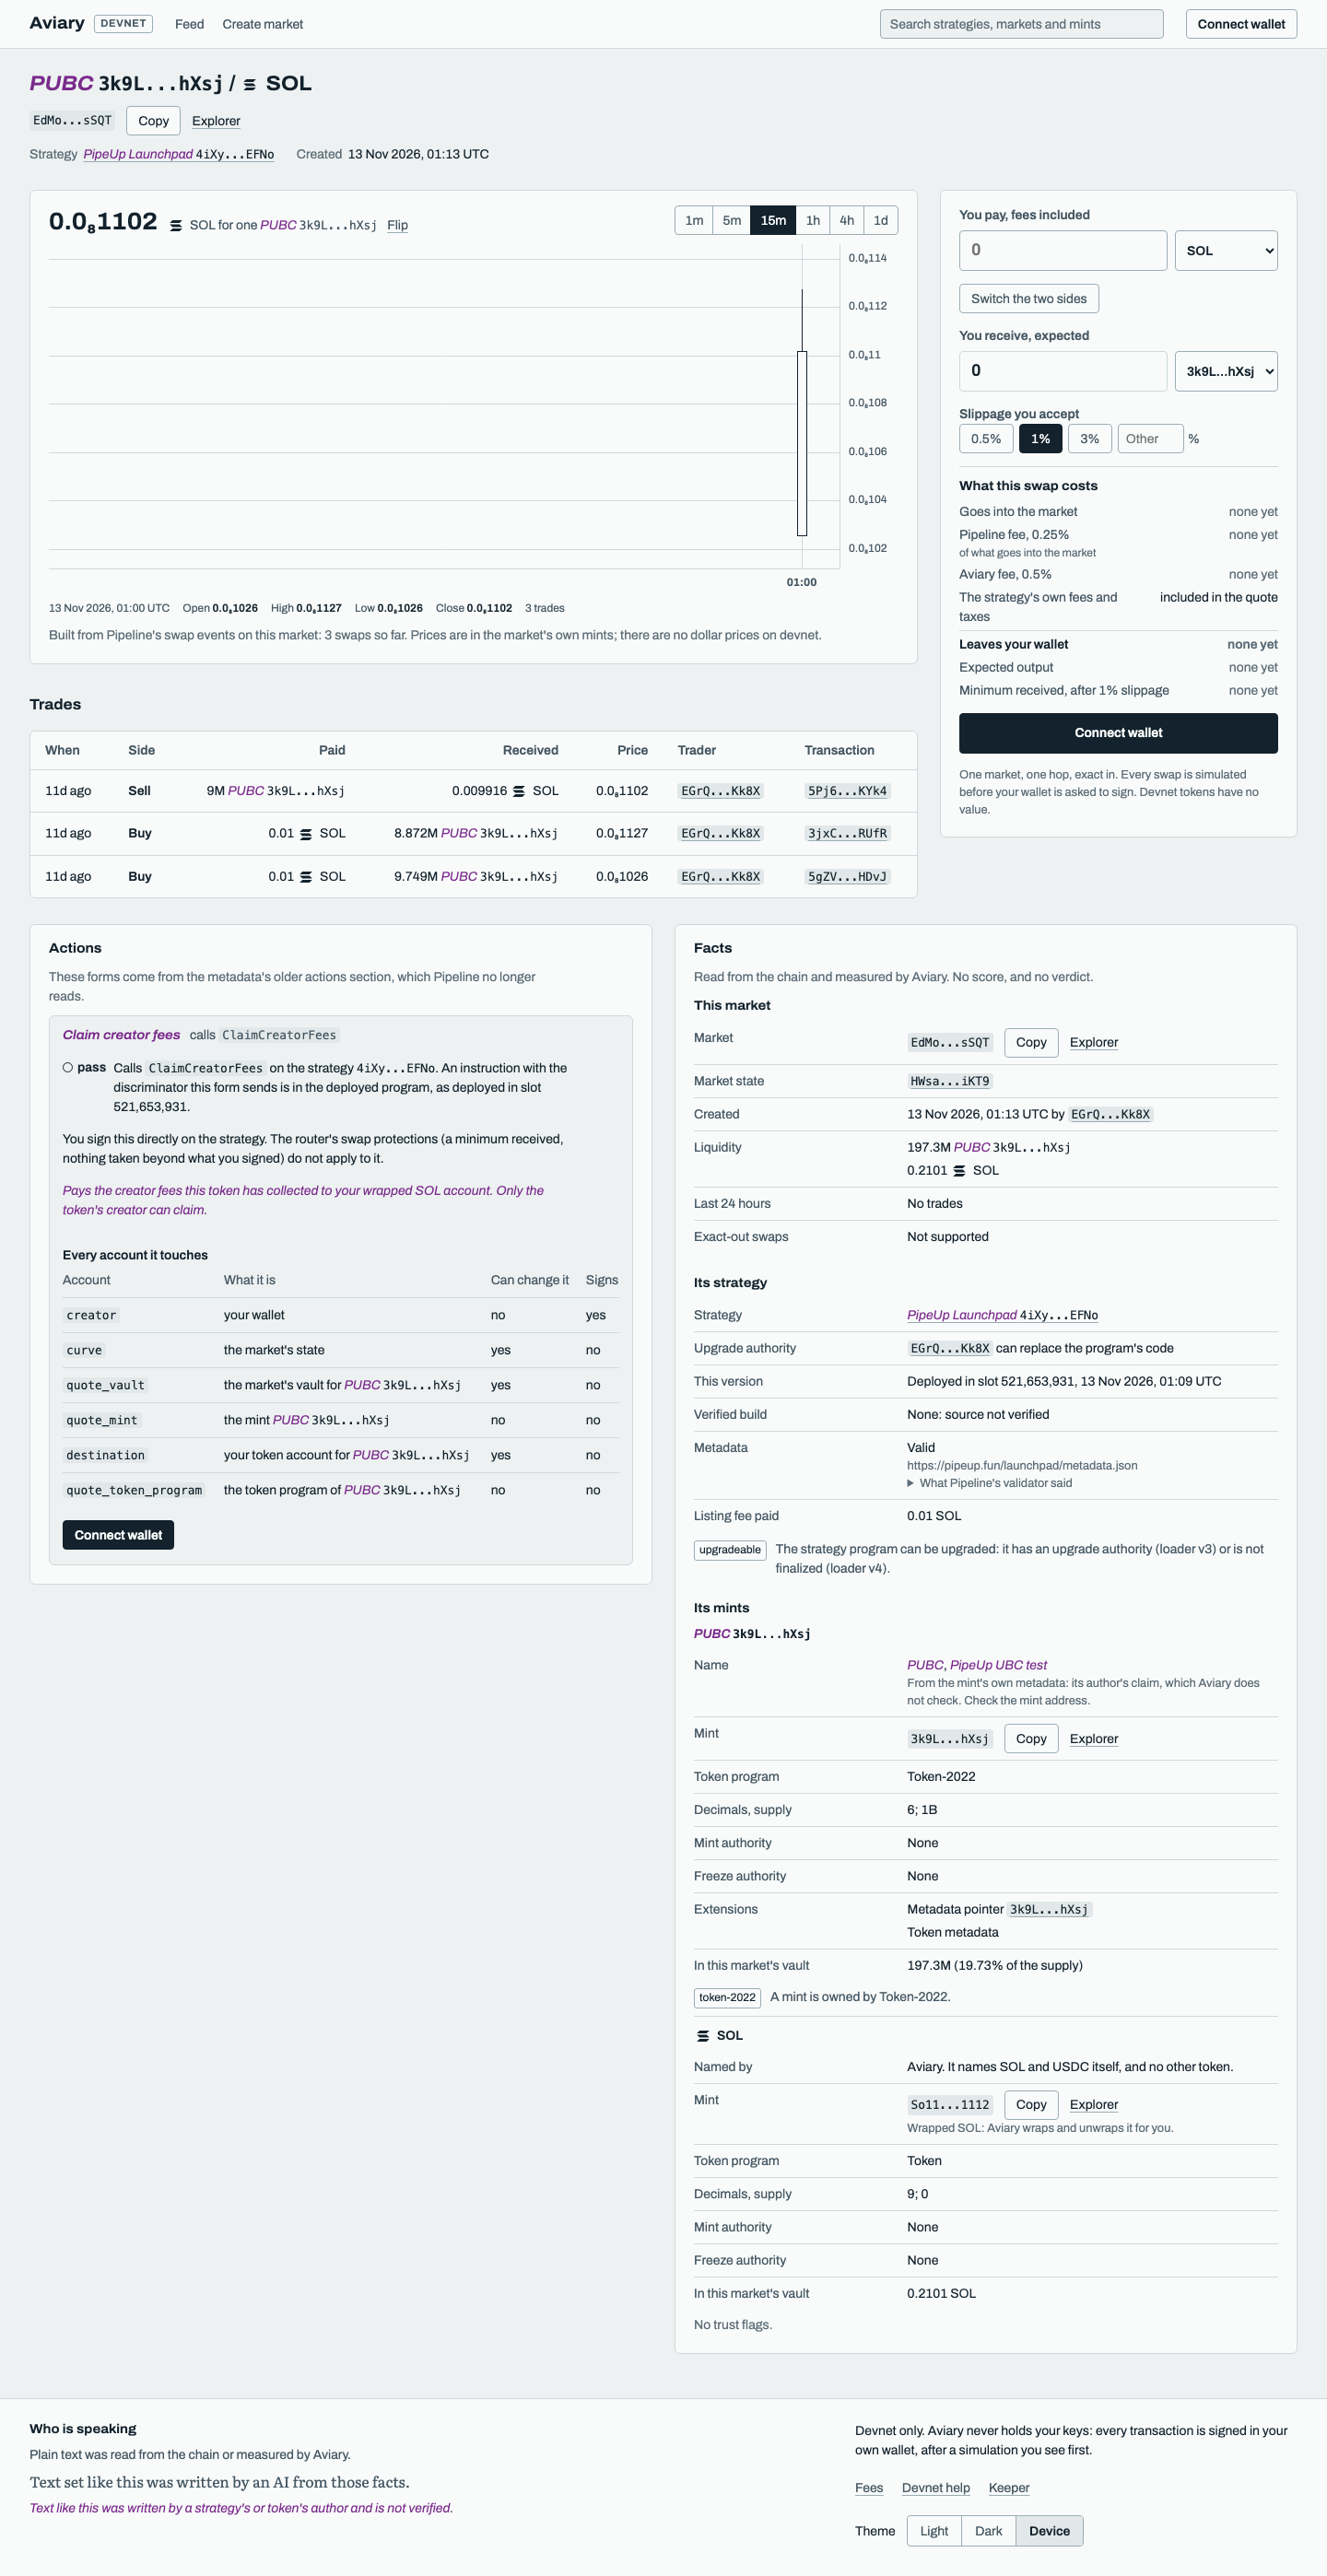 Aviary DEVNET Feed Create market Search strategies, markets and mints Connect wallet
PUBC 3k9L...hXsj / SOL
EdMo...sSQT Copy Explorer
Strategy PipeUp Launchpad 4iXy...EFNo Created 13 Nov 2026, 01:13 UTC
0.0₈1102 SOL for one PUBC 3k9L...hXsj Flip
1m 5m 15m 1h 4h 1d
0.0₈114
0.0₈112
0.0₈11
0.0₈108
0.0₈106
0.0₈104
0.0₈102
01:00
13 Nov 2026, 01:00 UTC Open 0.0₈1026 High 0.0₈1127 Low 0.0₈1026 Close 0.0₈1102 3 trades
Built from Pipeline's swap events on this market: 3 swaps so far. Prices are in the market's own mints; there are no dollar prices on devnet.
You pay, fees included
0 SOL
Switch the two sides
You receive, expected
0 3k9L...hXsj
Slippage you accept
0.5% 1% 3% Other %
What this swap costs
Goes into the market none yet
Pipeline fee, 0.25% none yet
of what goes into the market
Aviary fee, 0.5% none yet
The strategy's own fees and included in the quote
taxes
Leaves your wallet none yet
Expected output none yet
Minimum received, after 1% slippage none yet
Connect wallet
One market, one hop, exact in. Every swap is simulated
before your wallet is asked to sign. Devnet tokens have no
value.
Trades
When Side Paid Received Price Trader Transaction
11d ago Sell 9M PUBC 3k9L...hXsj 0.009916 SOL 0.0₈1102 EGrQ...Kk8X 5Pj6...KYk4
11d ago Buy 0.01 SOL 8.872M PUBC 3k9L...hXsj 0.0₈1127 EGrQ...Kk8X 3jxC...RUfR
11d ago Buy 0.01 SOL 9.749M PUBC 3k9L...hXsj 0.0₈1026 EGrQ...Kk8X 5gZV...HDvJ
Actions
These forms come from the metadata's older actions section, which Pipeline no longer
reads.
Claim creator fees calls ClaimCreatorFees
pass Calls ClaimCreatorFees on the strategy 4iXy...EFNo. An instruction with the
discriminator this form sends is in the deployed program, as deployed in slot
521,653,931.
You sign this directly on the strategy. The router's swap protections (a minimum received,
nothing taken beyond what you signed) do not apply to it.
Pays the creator fees this token has collected to your wrapped SOL account. Only the
token's creator can claim.
Every account it touches
Account What it is Can change it Signs
creator your wallet no yes
curve the market's state yes no
quote_vault the market's vault for PUBC 3k9L...hXsj yes no
quote_mint the mint PUBC 3k9L...hXsj no no
destination your token account for PUBC 3k9L...hXsj yes no
quote_token_program the token program of PUBC 3k9L...hXsj no no
Connect wallet
Facts
Read from the chain and measured by Aviary. No score, and no verdict.
This market
Market EdMo...sSQT Copy Explorer
Market state HWsa...iKT9
Created 13 Nov 2026, 01:13 UTC by EGrQ...Kk8X
Liquidity 197.3M PUBC 3k9L...hXsj
0.2101 SOL
Last 24 hours No trades
Exact-out swaps Not supported
Its strategy
Strategy PipeUp Launchpad 4iXy...EFNo
Upgrade authority EGrQ...Kk8X can replace the program's code
This version Deployed in slot 521,653,931, 13 Nov 2026, 01:09 UTC
Verified build None: source not verified
Metadata Valid
https://pipeup.fun/launchpad/metadata.json
What Pipeline's validator said
Listing fee paid 0.01 SOL
upgradeable The strategy program can be upgraded: it has an upgrade authority (loader v3) or is not
finalized (loader v4).
Its mints
PUBC 3k9L...hXsj
Name PUBC, PipeUp UBC test
From the mint's own metadata: its author's claim, which Aviary does
not check. Check the mint address.
Mint 3k9L...hXsj Copy Explorer
Token program Token-2022
Decimals, supply 6; 1B
Mint authority None
Freeze authority None
Extensions Metadata pointer 3k9L...hXsj
Token metadata
In this market's vault 197.3M (19.73% of the supply)
token-2022 A mint is owned by Token-2022.
SOL
Named by Aviary. It names SOL and USDC itself, and no other token.
Mint So11...1112 Copy Explorer
Wrapped SOL: Aviary wraps and unwraps it for you.
Token program Token
Decimals, supply 9; 0
Mint authority None
Freeze authority None
In this market's vault 0.2101 SOL
No trust flags.
Who is speaking
Plain text was read from the chain or measured by Aviary.
Text set like this was written by an AI from those facts.
Text like this was written by a strategy's or token's author and is not verified.
Devnet only. Aviary never holds your keys: every transaction is signed in your
own wallet, after a simulation you see first.
Fees Devnet help Keeper
Theme Light Dark Device